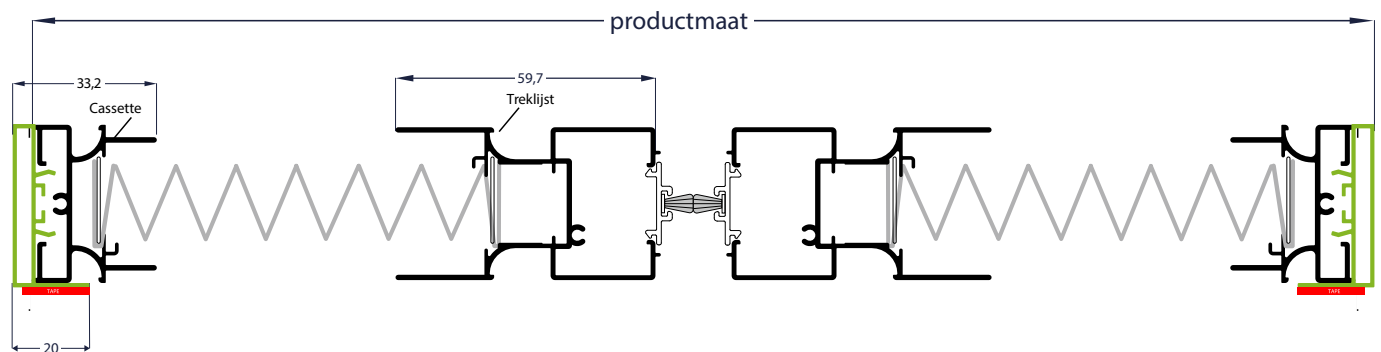 productmaat
33,2
59,7
Cassette
Treklijst
TAPE
TAPE
20